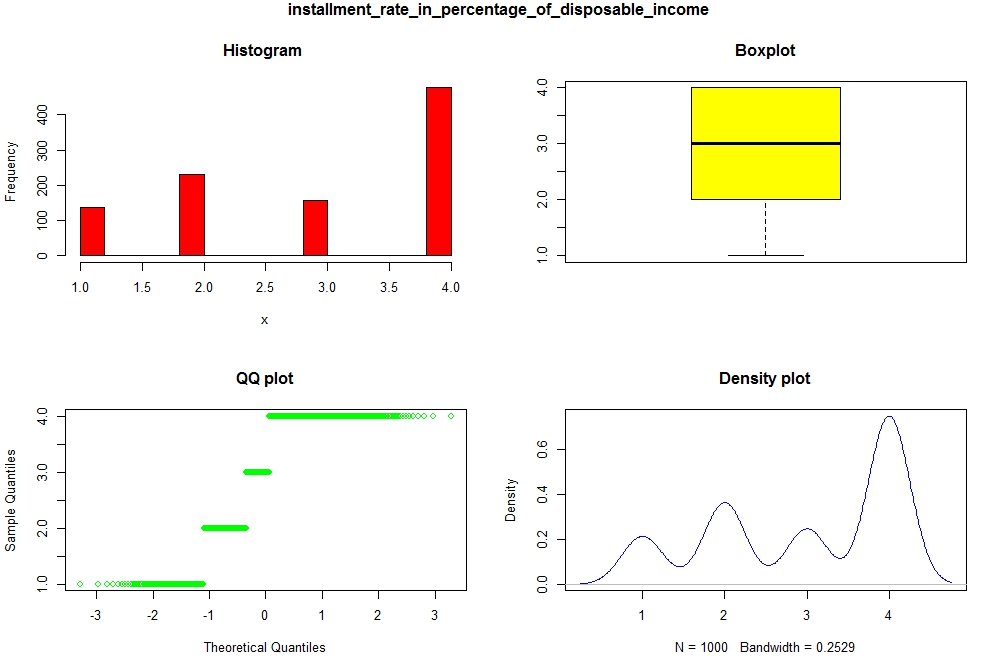 installment_rate_in_percentage_of_disposable_income
Histogram
Frequency
0 100 200 300 400
1.0 1.5 2.0 2.5 3.0 3.5 4.0
x
Boxplot
1.0 2.0 3.0 4.0
QQ plot
Sample Quantiles
1.0 2.0 3.0 4.0
-3 -2 -1 0 1 2 3
Theoretical Quantiles
Density plot
Density
0.0 0.2 0.4 0.6
1 2 3 4
N = 1000 Bandwidth = 0.2529